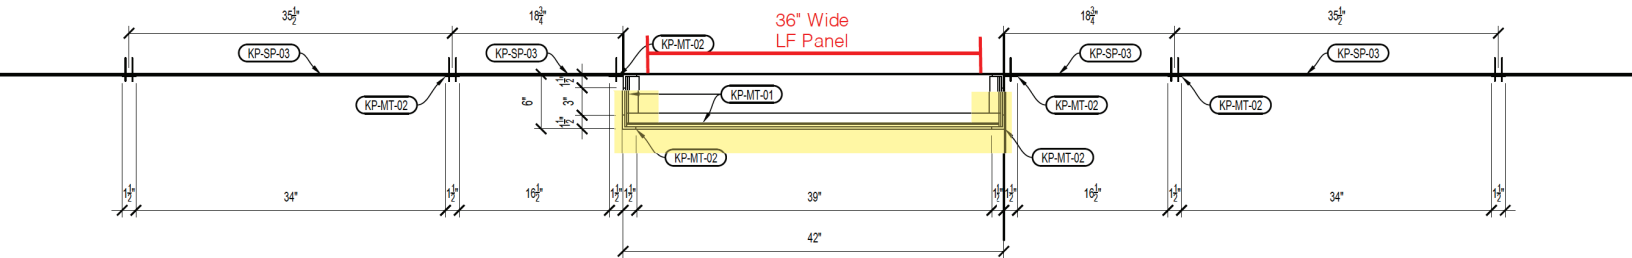 35½" 18¾" 36" Wide 18¾" 35½"
LF Panel
KP-SP-03 KP-SP-03 KP-MT-02 KP-SP-03 KP-SP-03
1½"
6" 3" KP-MT-01
KP-MT-02 KP-MT-02 KP-MT-02
1½"
KP-MT-02 KP-MT-02
1½" 34" 1½" 16½" 1½" 1½" 39" 1½" 1½" 16½" 1½" 34" 1½"
42"